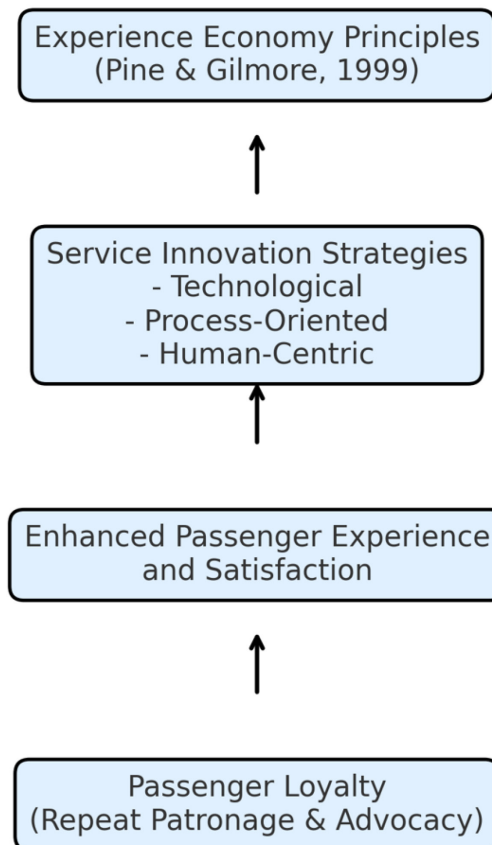 Experience Economy Principles
(Pine & Gilmore, 1999)
Service Innovation Strategies
- Technological
- Process-Oriented
- Human-Centric
Enhanced Passenger Experience
and Satisfaction
Passenger Loyalty
(Repeat Patronage & Advocacy)